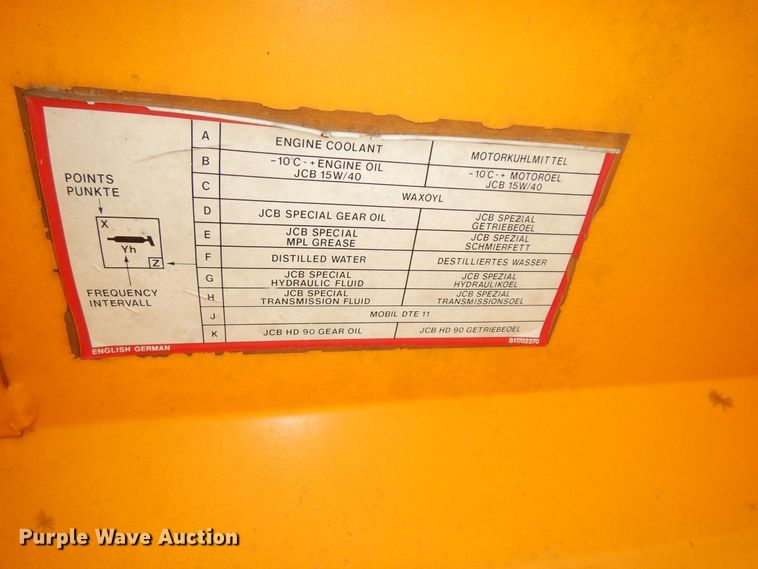 POINTS
PUNKTE
X
Yh
Z
FREQUENCY
INTERVALL
A ENGINE COOLANT MOTORKUHLMITTEL
B -10°C - + ENGINE OIL -10°C - + MOTOROEL
JCB 15W/40 JCB 15W/40
C WAXOYL
D JCB SPECIAL GEAR OIL JCB SPEZIAL
GETRIEBEOEL
E JCB SPECIAL JCB SPEZIAL
MPL GREASE SCHMIERFETT
F DISTILLED WATER DESTILLIERTES WASSER
G JCB SPECIAL JCB SPEZIAL
HYDRAULIC FLUID HYDRAULIKOEL
H JCB SPECIAL JCB SPEZIAL
TRANSMISSION FLUID TRANSMISSIONSOEL
J MOBIL DTE 11
K JCB HD 90 GEAR OIL JCB HD 90 GETRIEBEOEL
ENGLISH GERMAN 817/02270
Purple Wave Auction®